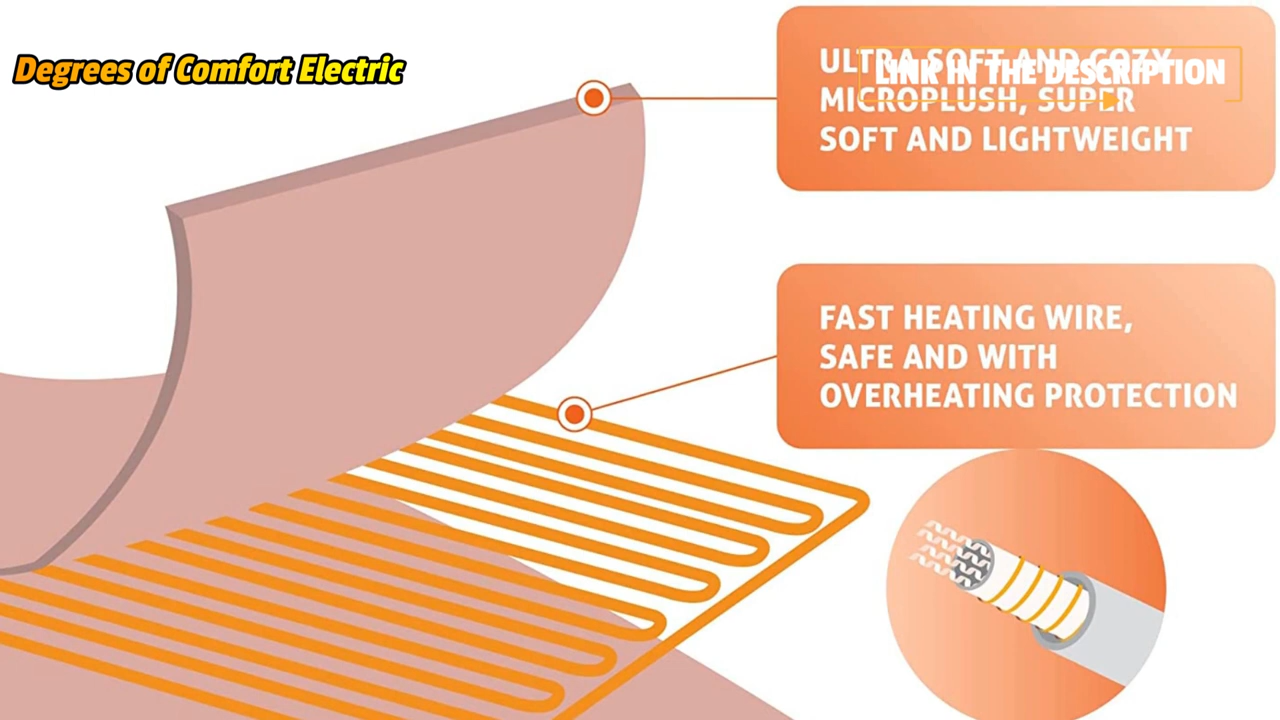 Degrees of Comfort Electric
ULTRA SOFT AND COZY
LINK IN THE DESCRIPTION
MICROPLUSH, SUPER
SOFT AND LIGHTWEIGHT
FAST HEATING WIRE,
SAFE AND WITH
OVERHEATING PROTECTION